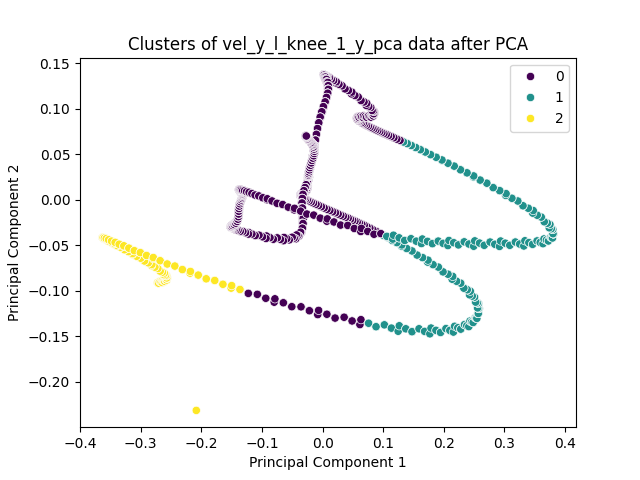 Clusters of vel_y_l_knee_1_y_pca data after PCA
0
1
2
Principal Component 2
0.15
0.10
0.05
0.00
−0.05
−0.10
−0.15
−0.20
−0.4 −0.3 −0.2 −0.1 0.0 0.1 0.2 0.3 0.4
Principal Component 1